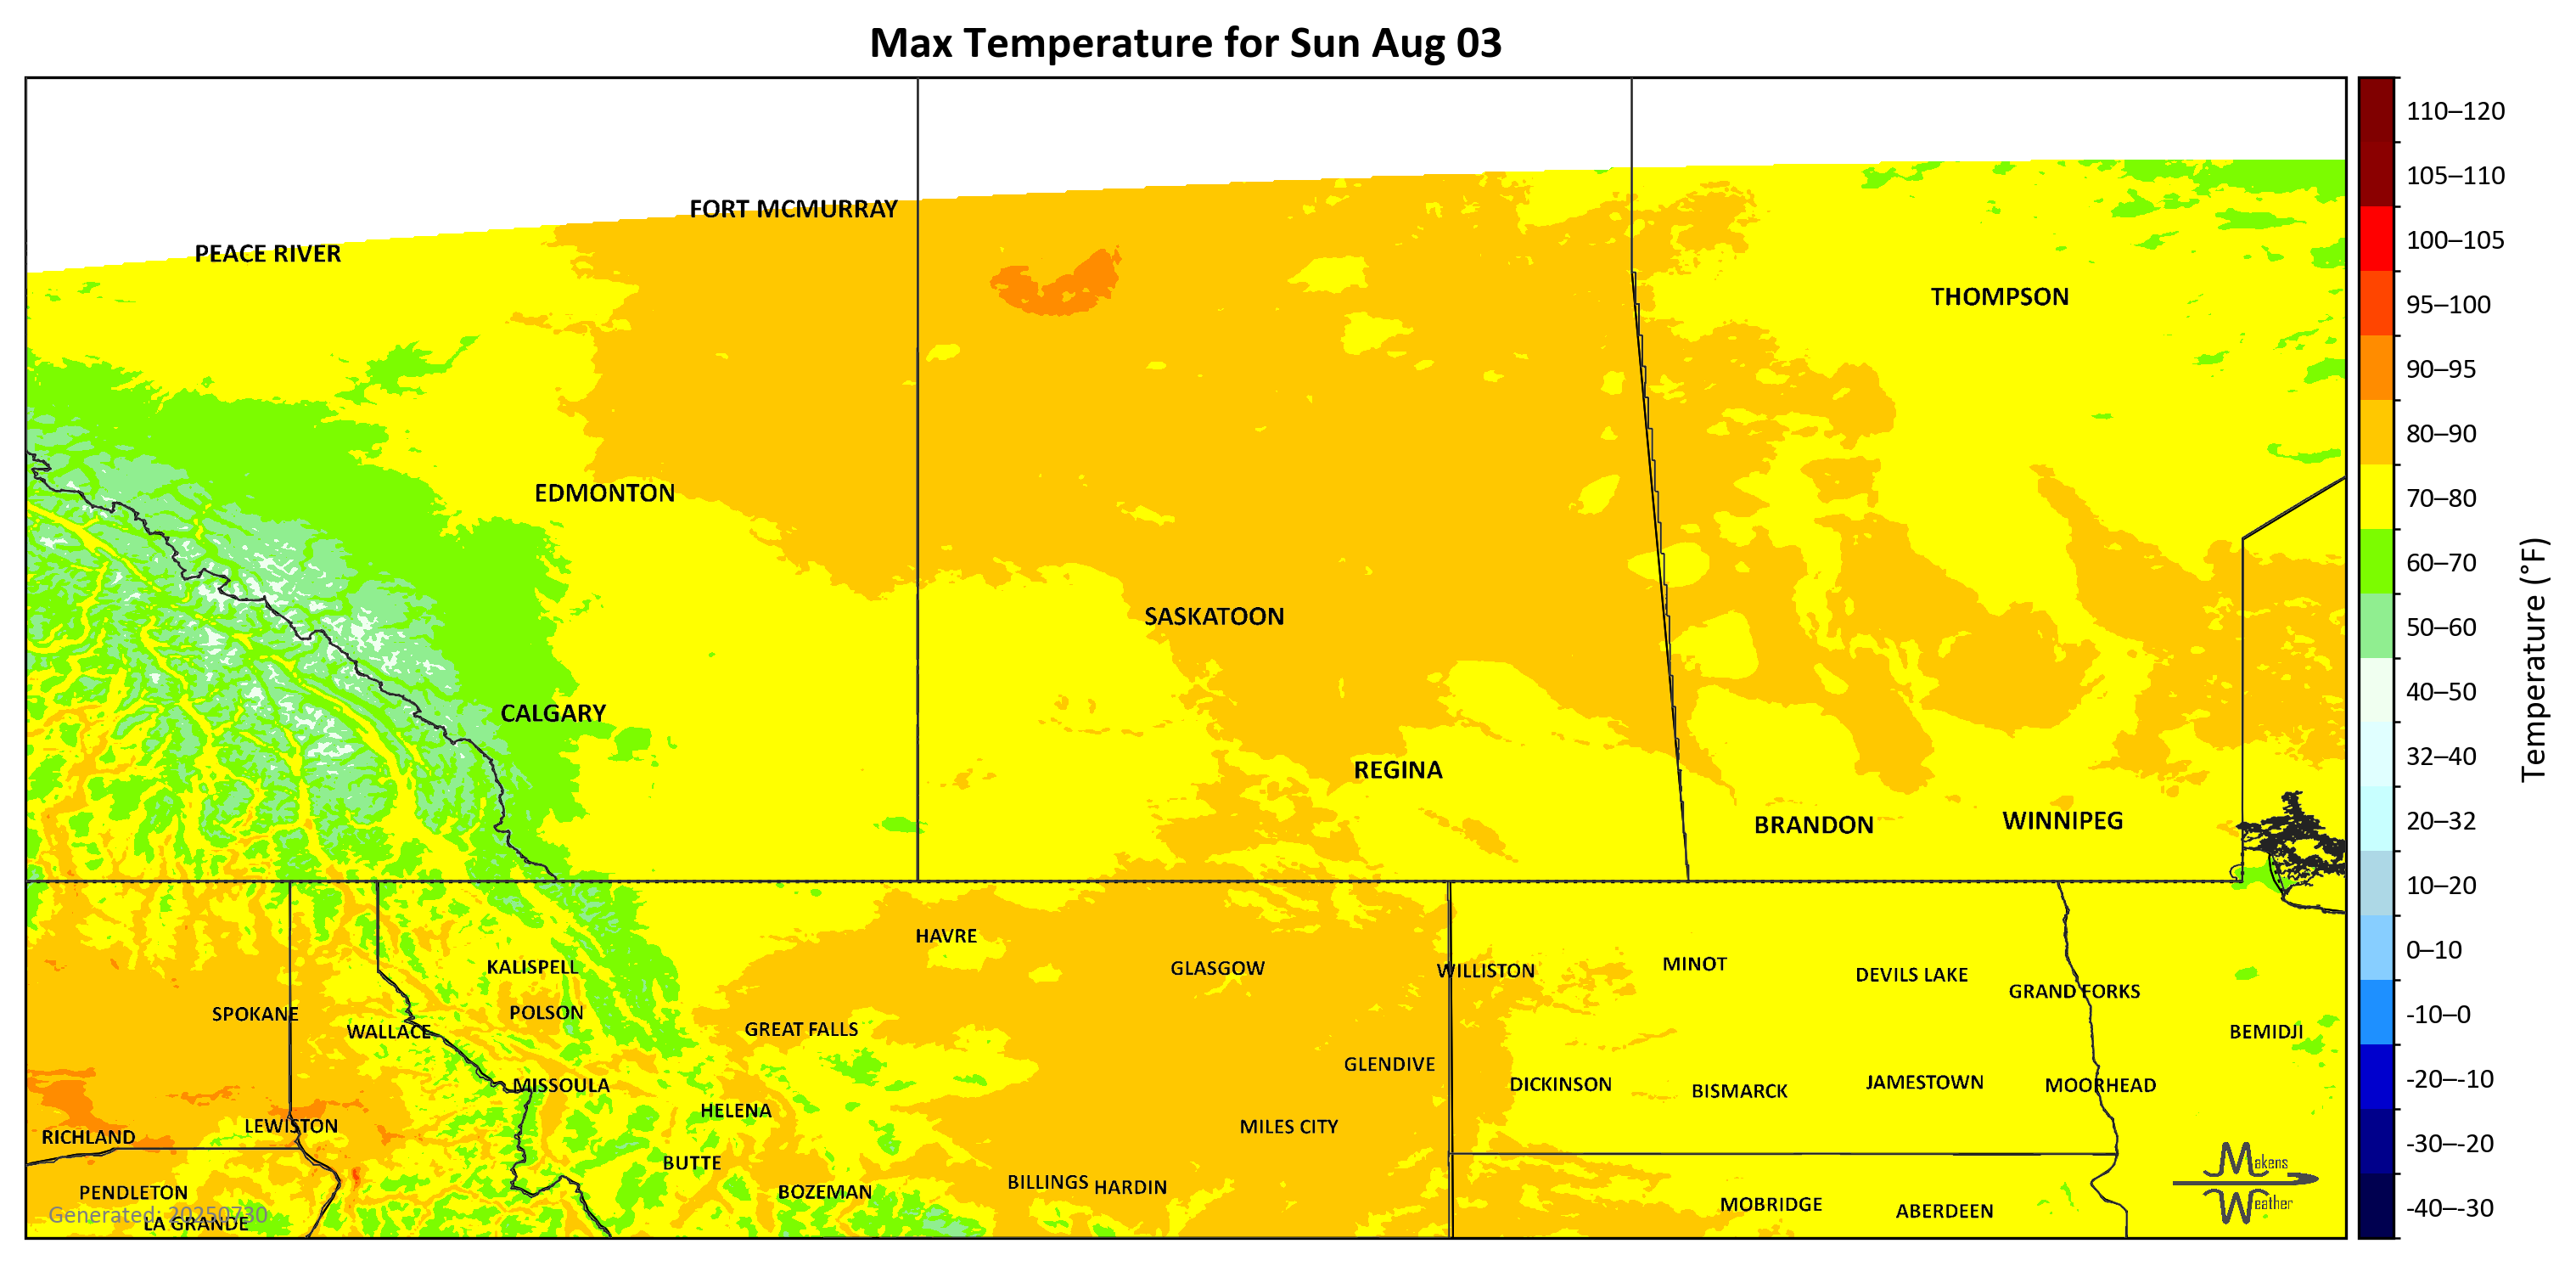 Max Temperature for Sun Aug 03
FORT MCMURRAY
PEACE RIVER
THOMPSON
EDMONTON
SASKATOON
CALGARY
REGINA
BRANDON
WINNIPEG
HAVRE
KALISPELL
GLASGOW
WILLISTON
MINOT
DEVILS LAKE
GRAND FORKS
SPOKANE
POLSON
WALLACE
GREAT FALLS
BEMIDJI
GLENDIVE
MISSOULA
DICKINSON
BISMARCK
JAMESTOWN
MOORHEAD
HELENA
LEWISTON
RICHLAND
MILES CITY
BUTTE
BILLINGS
HARDIN
PENDLETON
BOZEMAN
MOBRIDGE
ABERDEEN
LA GRANDE
Generated: 20250730
Makens
Weather
110–120
105–110
100–105
95–100
90–95
80–90
70–80
60–70
50–60
40–50
32–40
20–32
10–20
0–10
-10–0
-20–-10
-30–-20
-40–-30
Temperature (°F)